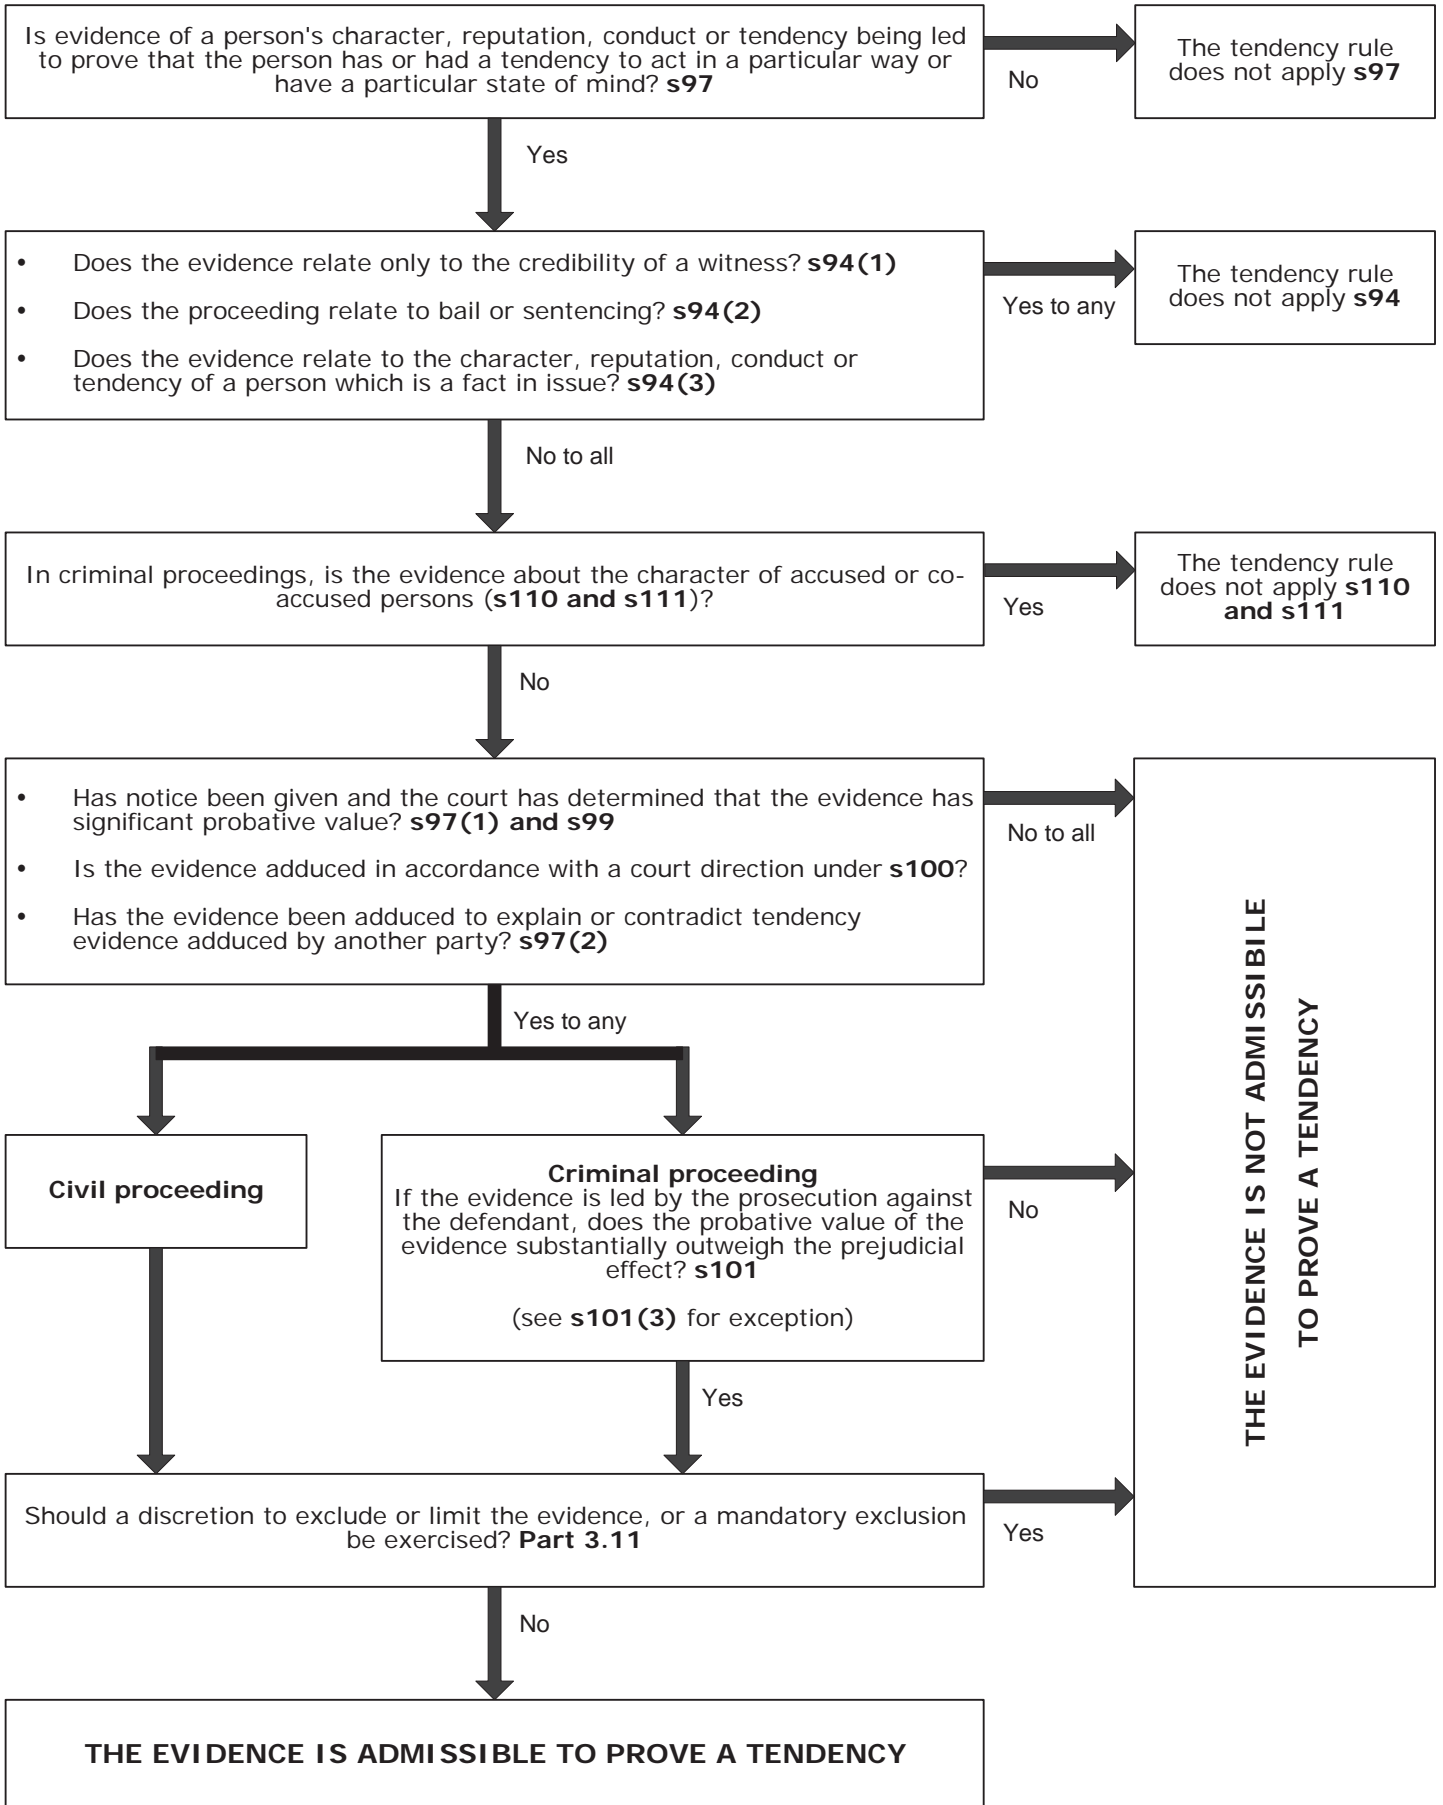 Is evidence of a person's character, reputation, conduct or tendency being led
to prove that the person has or had a tendency to act in a particular way or
have a particular state of mind? s97
No
The tendency rule
does not apply s97
Yes
• Does the evidence relate only to the credibility of a witness? s94(1)
• Does the proceeding relate to bail or sentencing? s94(2)
• Does the evidence relate to the character, reputation, conduct or
tendency of a person which is a fact in issue? s94(3)
Yes to any
The tendency rule
does not apply s94
No to all
In criminal proceedings, is the evidence about the character of accused or co-
accused persons (s110 and s111)?
Yes
The tendency rule
does not apply s110
and s111
No
• Has notice been given and the court has determined that the evidence has
significant probative value? s97(1) and s99
• Is the evidence adduced in accordance with a court direction under s100?
• Has the evidence been adduced to explain or contradict tendency
evidence adduced by another party? s97(2)
No to all
THE EVIDENCE IS NOT ADMISSIBILE
TO PROVE A TENDENCY
Yes to any
Civil proceeding
Criminal proceeding
If the evidence is led by the prosecution against
the defendant, does the probative value of the
evidence substantially outweigh the prejudicial
effect? s101
(see s101(3) for exception)
No
Yes
Should a discretion to exclude or limit the evidence, or a mandatory exclusion
be exercised? Part 3.11
Yes
No
THE EVIDENCE IS ADMISSIBLE TO PROVE A TENDENCY